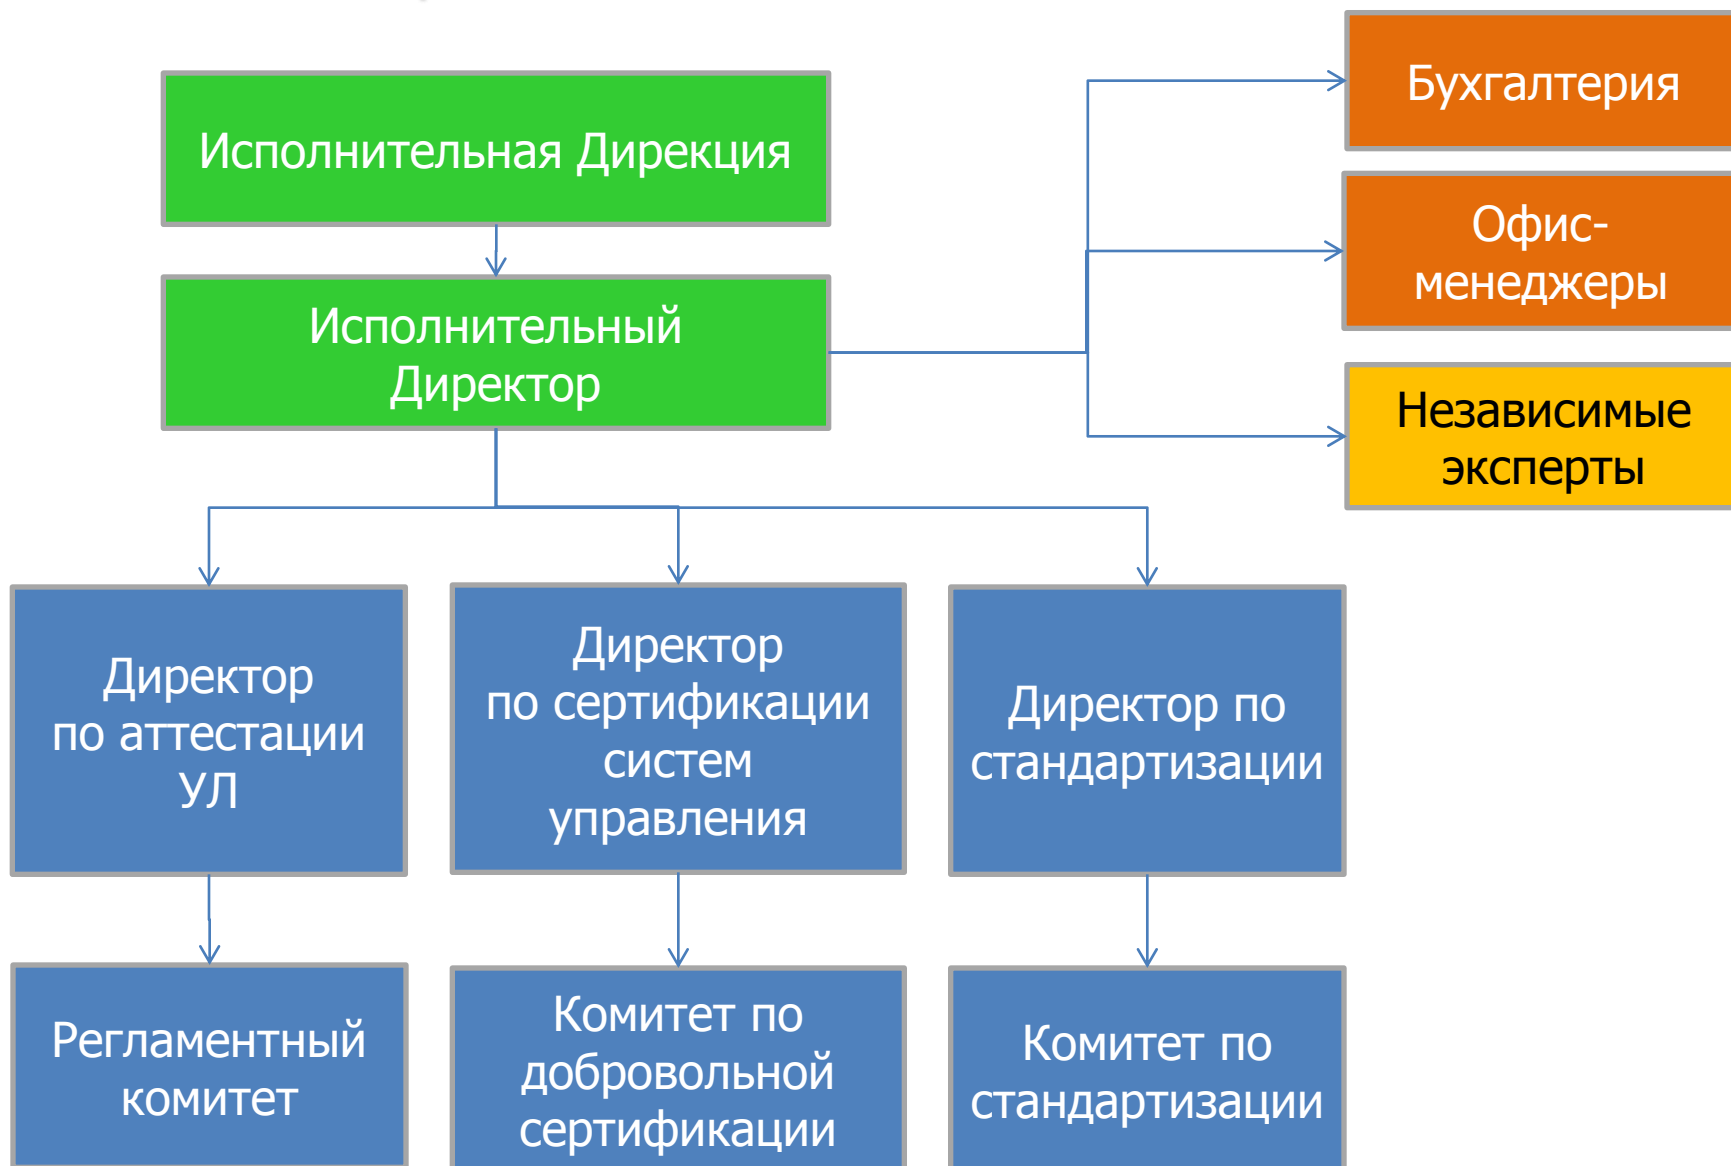 Исполнительная Дирекция
Исполнительный
Директор
Бухгалтерия
Офис-
менеджеры
Независимые
эксперты
Директор
по аттестации
УЛ
Директор
по сертификации
систем
управления
Директор по
стандартизации
Регламентный
комитет
Комитет по
добровольной
сертификации
Комитет по
стандартизации